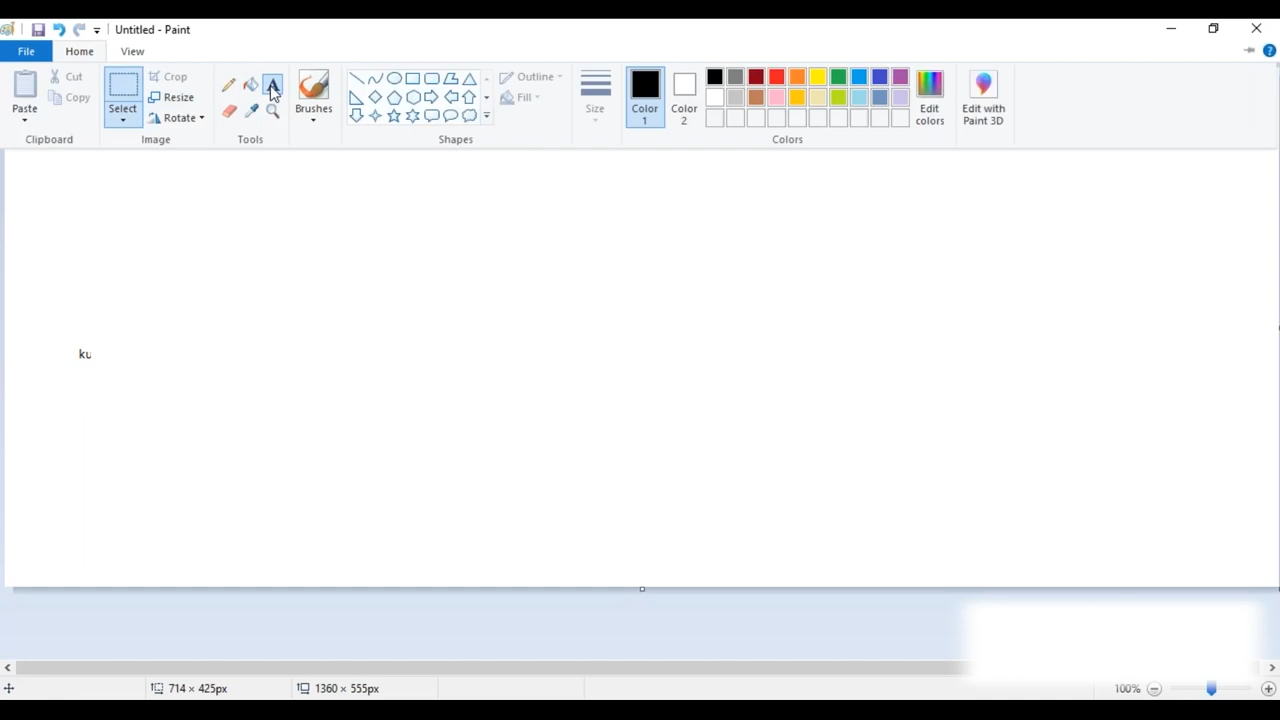 Untitled - Paint
File Home View
Paste
Cut
Copy
Clipboard
Select
Crop
Resize
Rotate
Image
A
Tools
Brushes
Shapes
Outline
Fill
Size
Color 1
Color 2
Colors
Edit colors
Edit with Paint 3D
ku
714 × 425px
1360 × 555px
100%